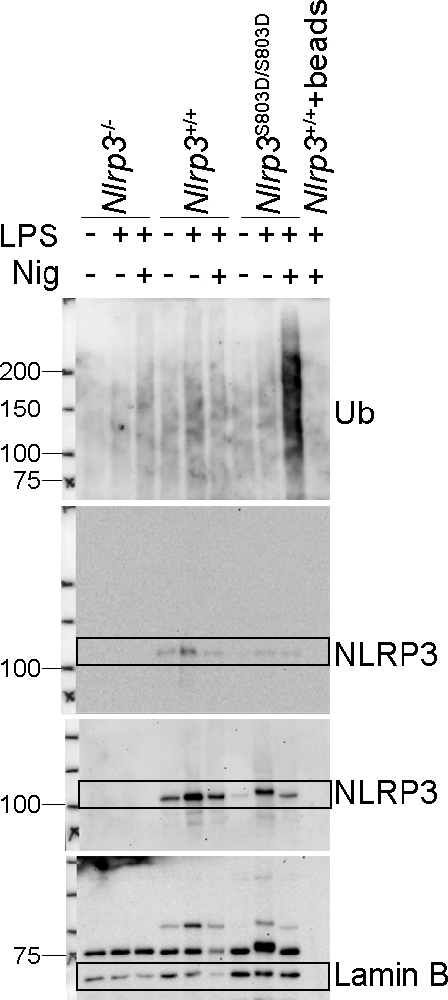 Nlrp3-/-
Nlrp3+/+
Nlrp3S803D/S803D
Nlrp3+/++beads
LPS - + + - + + - + + +
Nig - - + - - + - - + +
200
150
100
75
Ub
100
NLRP3
100
NLRP3
75
Lamin B